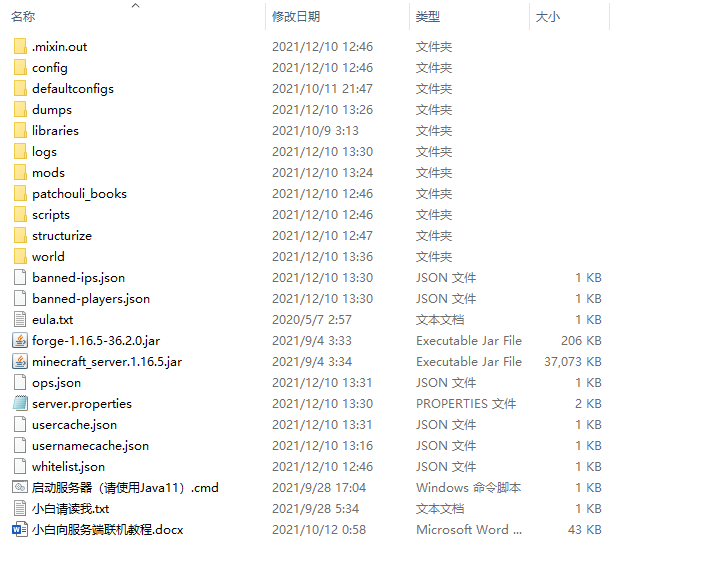 名称 修改日期 类型 大小
.mixin.out 2021/12/10 12:46 文件夹
config 2021/12/10 12:46 文件夹
defaultconfigs 2021/10/11 21:47 文件夹
dumps 2021/12/10 13:26 文件夹
libraries 2021/10/9 3:13 文件夹
logs 2021/12/10 13:30 文件夹
mods 2021/12/10 13:24 文件夹
patchouli_books 2021/12/10 12:46 文件夹
scripts 2021/12/10 12:46 文件夹
structurize 2021/12/10 12:47 文件夹
world 2021/12/10 13:36 文件夹
banned-ips.json 2021/12/10 13:30 JSON 文件 1 KB
banned-players.json 2021/12/10 13:30 JSON 文件 1 KB
eula.txt 2020/5/7 2:57 文本文档 1 KB
forge-1.16.5-36.2.0.jar 2021/9/4 3:33 Executable Jar File 206 KB
minecraft_server.1.16.5.jar 2021/9/4 3:34 Executable Jar File 37,073 KB
ops.json 2021/12/10 13:31 JSON 文件 1 KB
server.properties 2021/12/10 13:30 PROPERTIES 文件 2 KB
usercache.json 2021/12/10 13:31 JSON 文件 1 KB
usernamecache.json 2021/12/10 13:16 JSON 文件 1 KB
whitelist.json 2021/12/10 12:46 JSON 文件 1 KB
启动服务器（请使用Java11）.cmd 2021/9/28 17:04 Windows 命令脚本 1 KB
小白请读我.txt 2021/9/28 5:34 文本文档 1 KB
小白向服务端联机教程.docx 2021/10/12 0:58 Microsoft Word ... 43 KB